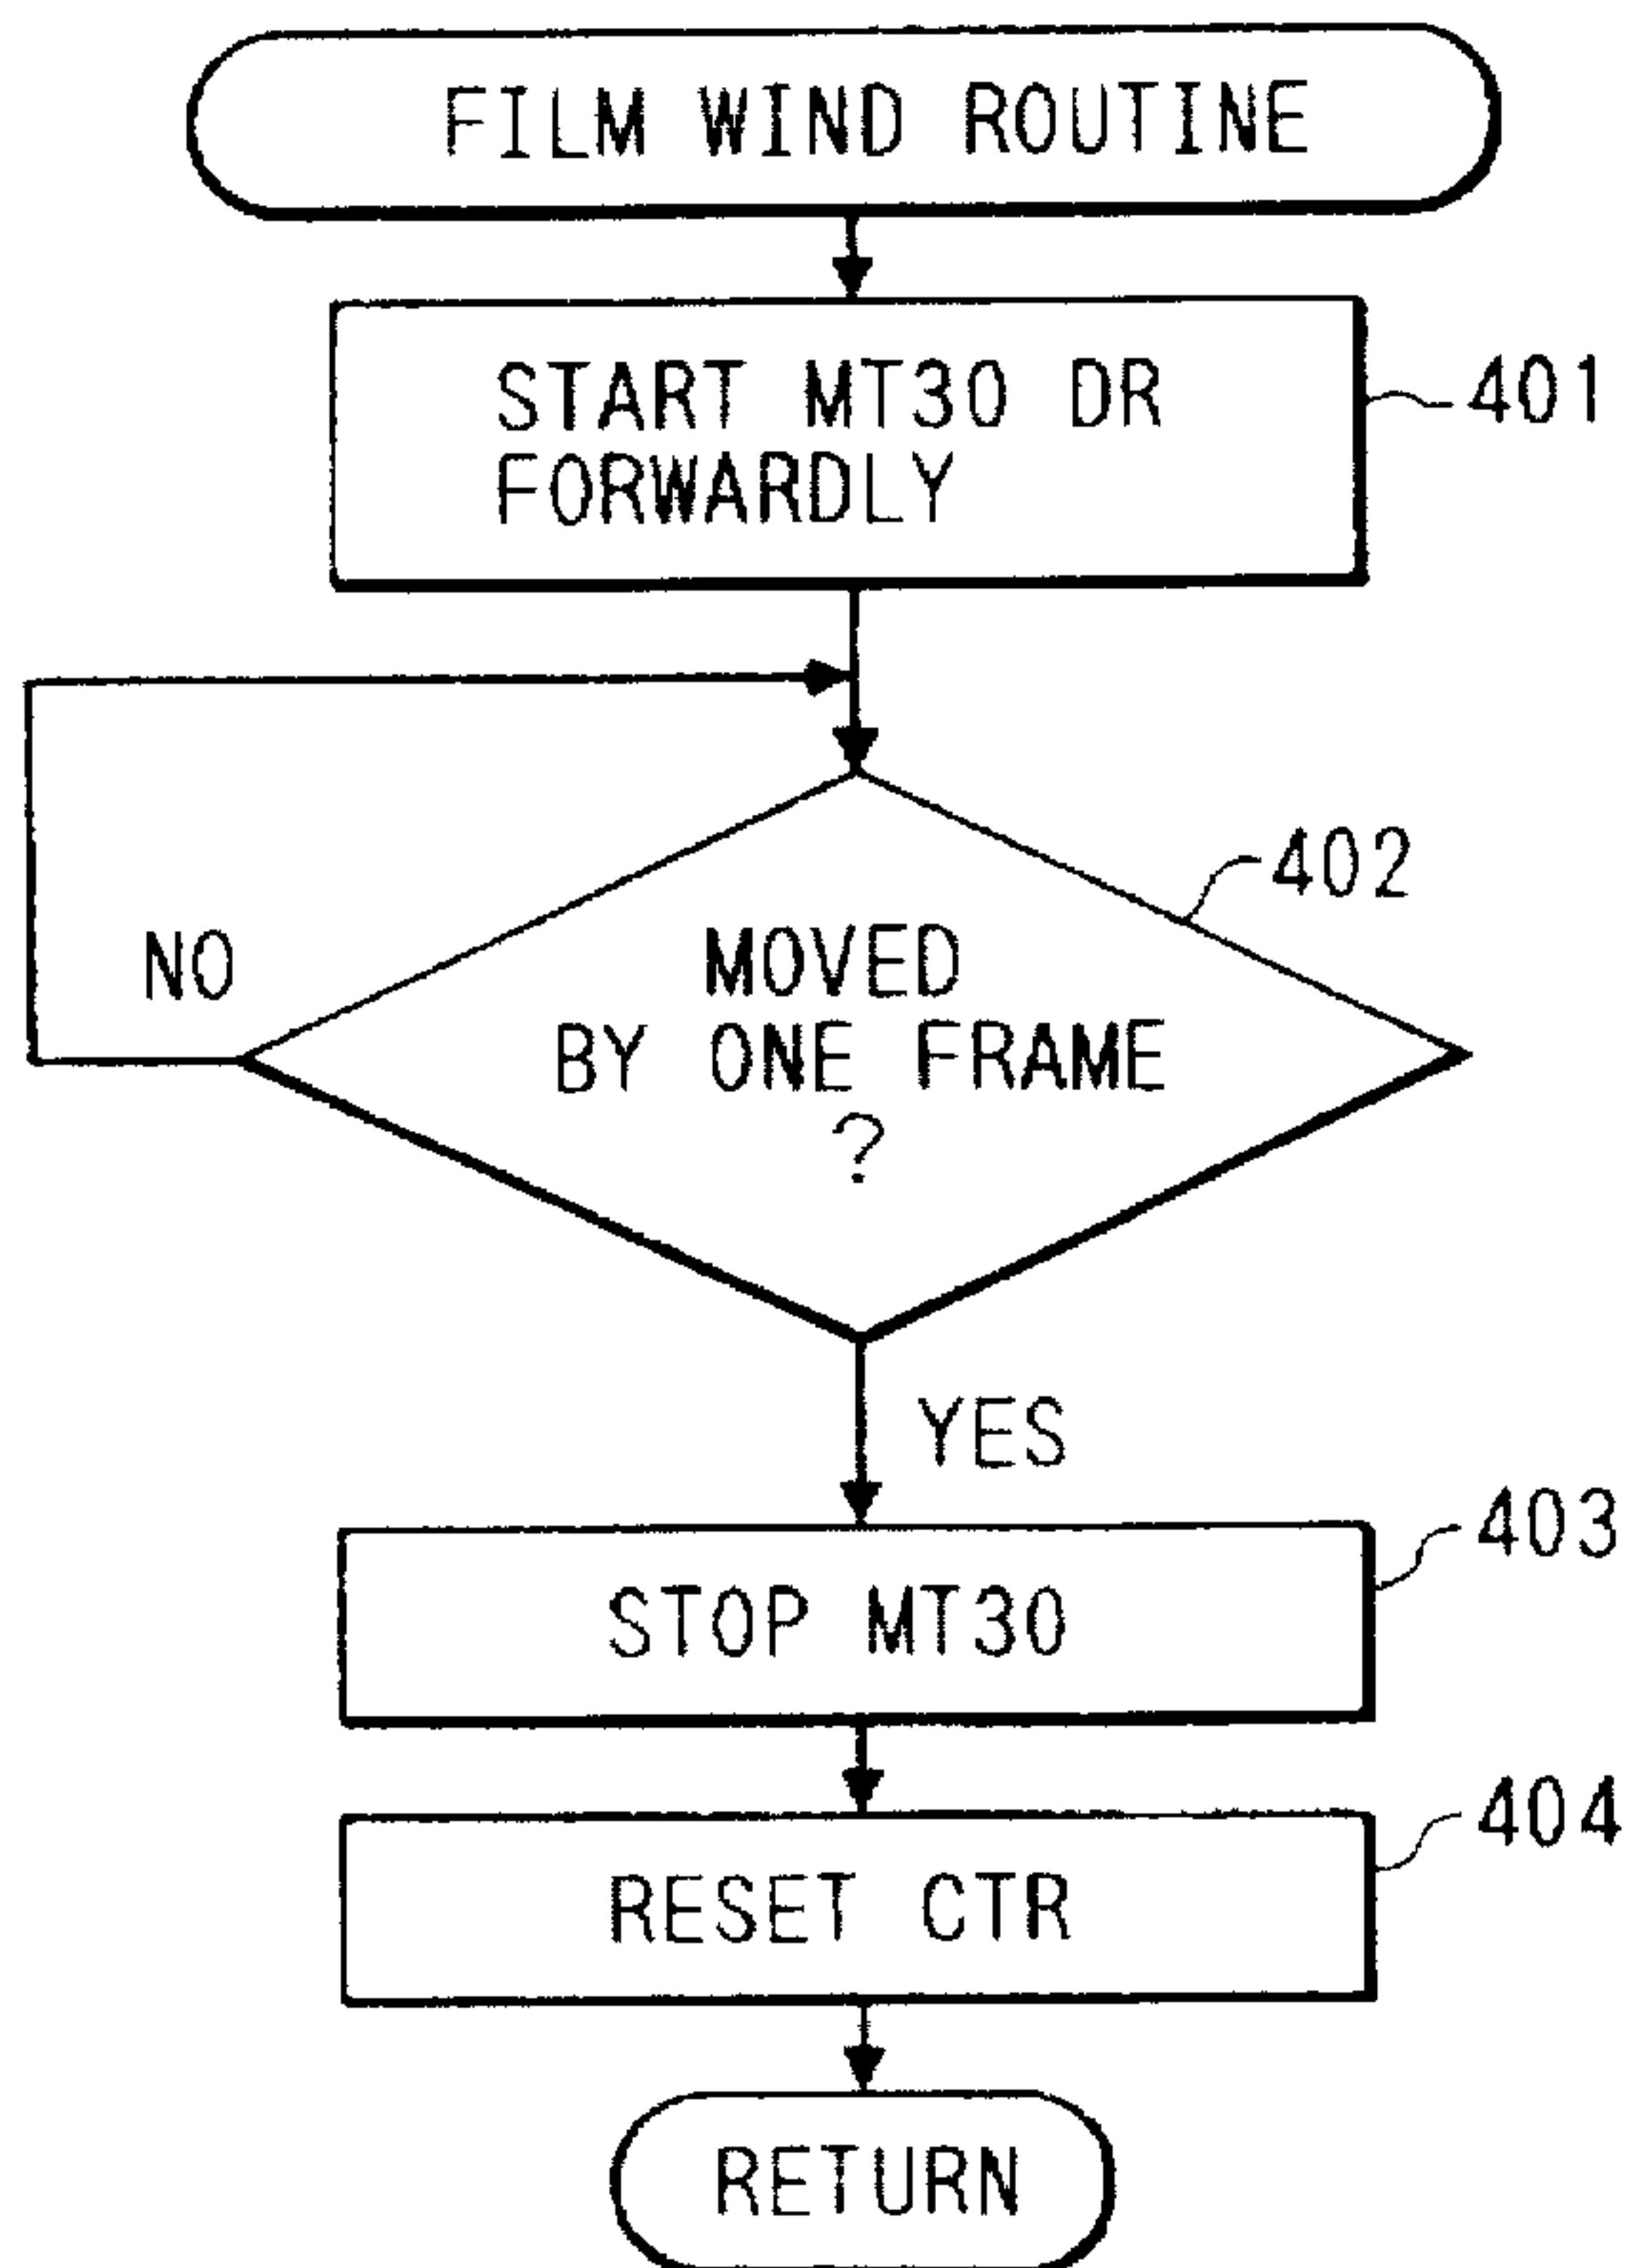 FILM WIND ROUTINE
START MT30 DR
FORWARDLY
401
402
NO
MOVED
BY ONE FRAME
?
YES
403
STOP MT30
404
RESET CTR
RETURN